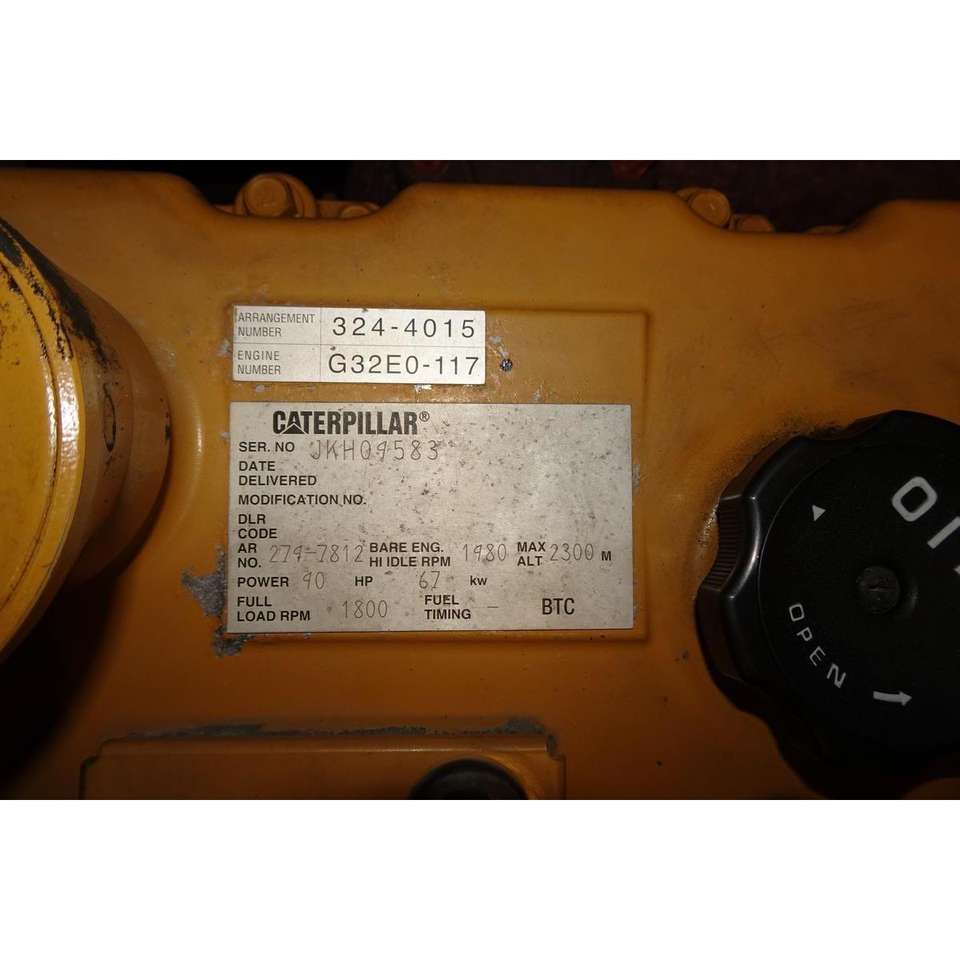 ARRANGEMENT NUMBER 324-4015
ENGINE NUMBER G32E0-117
CATERPILLAR®
SER. NO JKH09583
DATE
DELIVERED
MODIFICATION NO.
DLR
CODE
AR NO. 279-7812 BARE ENG. HI IDLE RPM 1980 MAX ALT 2300 M
POWER 90 HP 67 kw
FULL LOAD RPM 1800 FUEL TIMING - BTC
OPEN